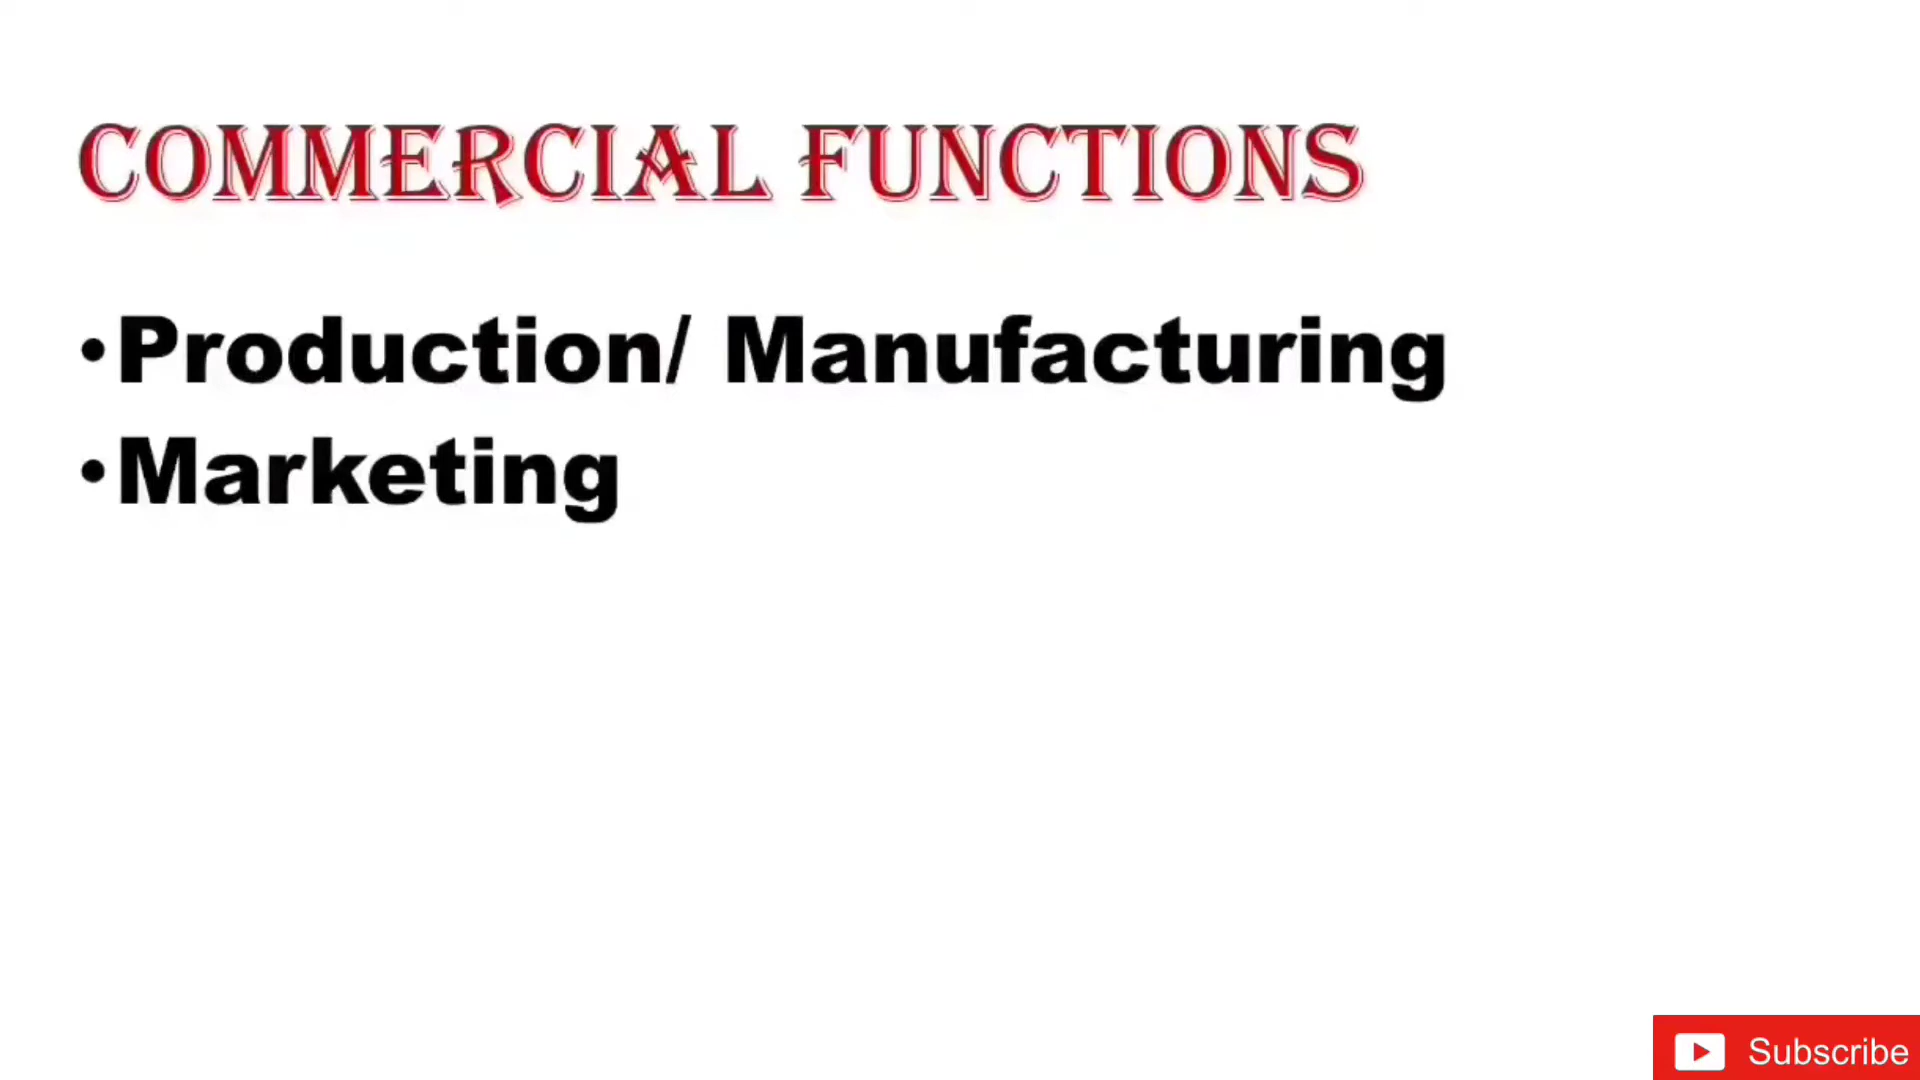 COMMERCIAL FUNCTIONS
•Production/ Manufacturing
•Marketing
Subscribe